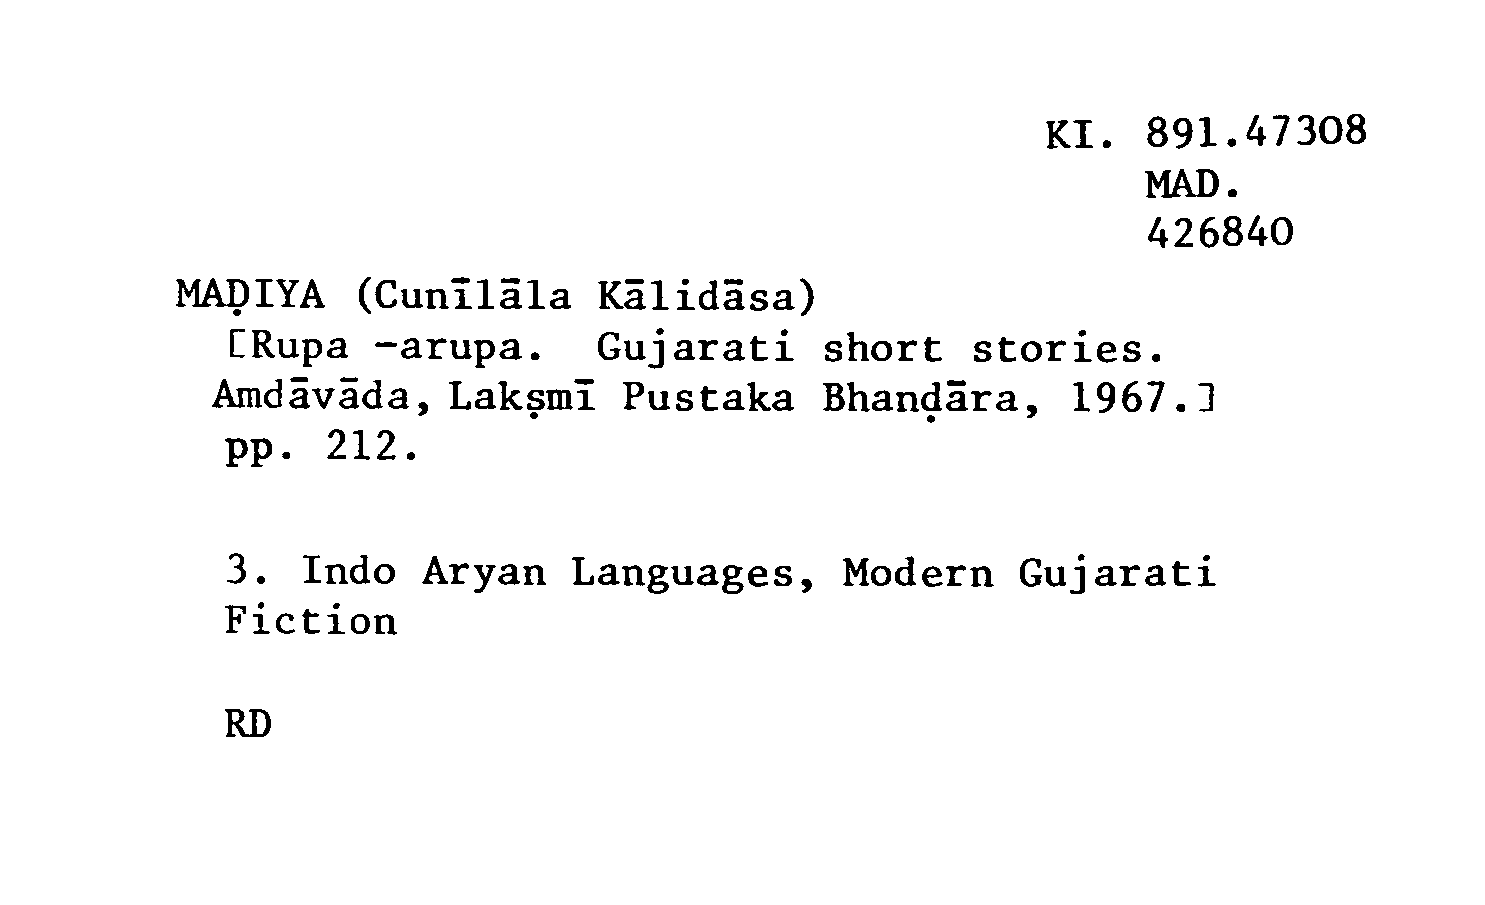 KI. 891.47308
MAD.
426840
MAḌIYA (Cunīlāla Kālidāsa)
[Rupa -arupa. Gujarati short stories.
Amdāvāda, Lakṣmī Pustaka Bhanḍāra, 1967.]
pp. 212.
3. Indo Aryan Languages, Modern Gujarati
Fiction
RD